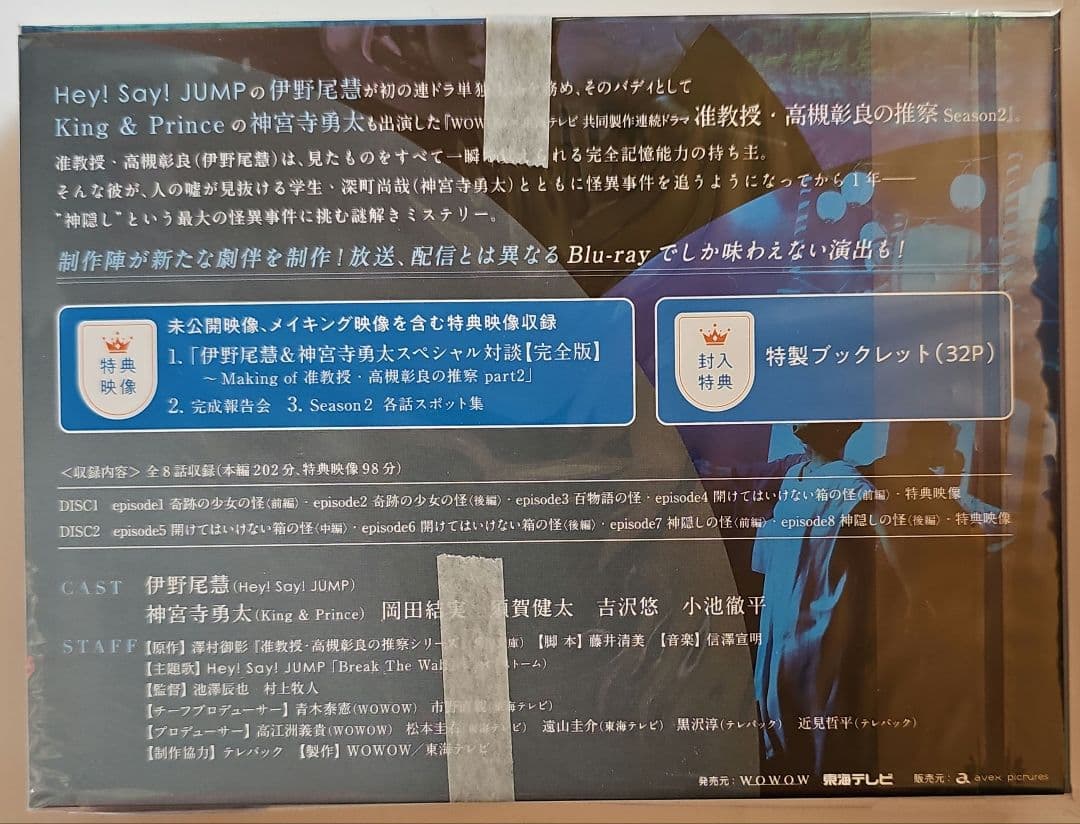 Hey! Say! JUMPの伊野尾慧が初の連ドラ単独 務め、そのバディとして
King & Princeの神宮寺勇太も出演した『WOW テレビ 共同製作連続ドラマ 准教授・高槻彰良の推察 Season2』。
准教授・高槻彰良(伊野尾慧)は、見たものをすべて一瞬 れる完全記憶能力の持ち主。
そんな彼が、人の嘘が見抜ける学生・深町尚哉(神宮寺勇太)とともに怪異事件を追うようになってから1年――
"神隠し"という最大の怪異事件に挑む謎解きミステリー。
制作陣が新たな劇伴を制作!放送、配信とは異なるBlu-rayでしか味わえない演出も!
特典
映像
未公開映像、メイキング映像を含む特典映像収録
1.「伊野尾慧&神宮寺勇太スペシャル対談【完全版】
～Making of 准教授・高槻彰良の推察 part2」
2. 完成報告会 3. Season2 各話スポット集
封入
特典
特製ブックレット(32P)
<収録内容> 全8話収録(本編202分、特典映像98分)
DISC1 episode1 奇跡の少女の怪(前編)・episode2 奇跡の少女の怪(後編)・episode3 百物語の怪・episode4 開けてはいけない箱の怪(前編)・特典映像
DISC2 episode5 開けてはいけない箱の怪(中編)・episode6 開けてはいけない箱の怪(後編)・episode7 神隠しの怪(前編)・episode8 神隠しの怪(後編)・特典映像
CAST 伊野尾慧(Hey! Say! JUMP)
神宮寺勇太(King & Prince) 岡田結実 須賀健太 吉沢悠 小池徹平
STAFF 【原作】澤村御影『准教授・高槻彰良の推察シリーズ 庫) 【脚本】藤井清美 【音楽】信澤宣明
【主題歌】Hey! Say! JUMP「Break The Wall トーム)
【監督】池澤辰也 村上牧人
【チーフプロデューサー】青木泰憲(WOWOW) 市野直親(東海テレビ)
【プロデューサー】高江洲義貴(WOWOW) 松本圭右(東海テレビ) 遠山圭介(東海テレビ) 黒沢淳(テレパック) 近見哲平(テレパック)
【制作協力】テレパック 【製作】WOWOW/東海テレビ
発売元:WOWOW 東海テレビ 販売元:avex pictures